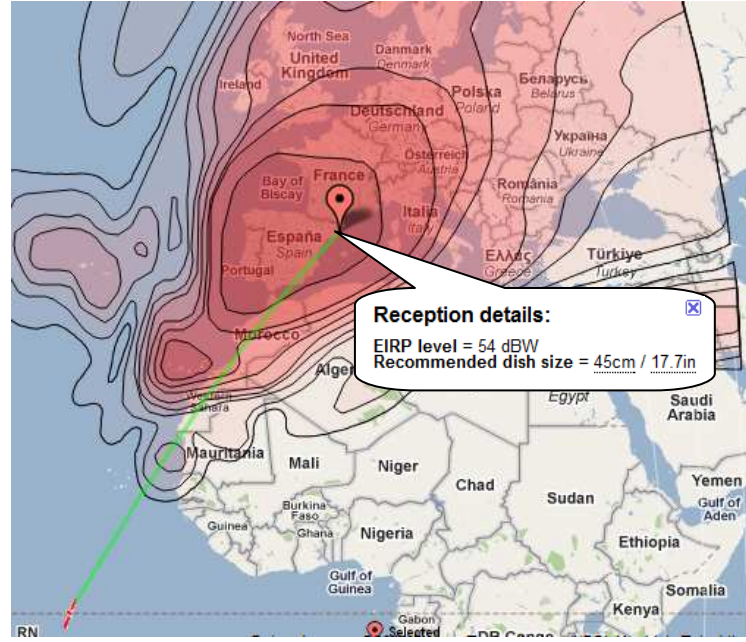 North Sea
United
Kingdom
Danmark
Denmark
Ireland
Беларусь
Belarus
Polska
Poland
Deutschland
Germany
Україна
Ukraine
Österreich
Austria
France
Bay of
Biscay
România
Romania
Italia
Italy
España
Spain
Portugal
Ελλάς
Greece
Türkiye
Turkey
Reception details:
EIRP level = 54 dBW
Recommended dish size = 45cm / 17.7in
Morocco
Alger
Western
Sahara
Egypt
Saudi
Arabia
Mauritania
Mali
Niger
Chad
Sudan
Yemen
Gulf of
Aden
Burkina
Faso
Guinea
Ghana
Nigeria
Ethiopia
Gulf of
Guinea
Somalia
Kenya
Gabon
RN
Selected
DR Congo